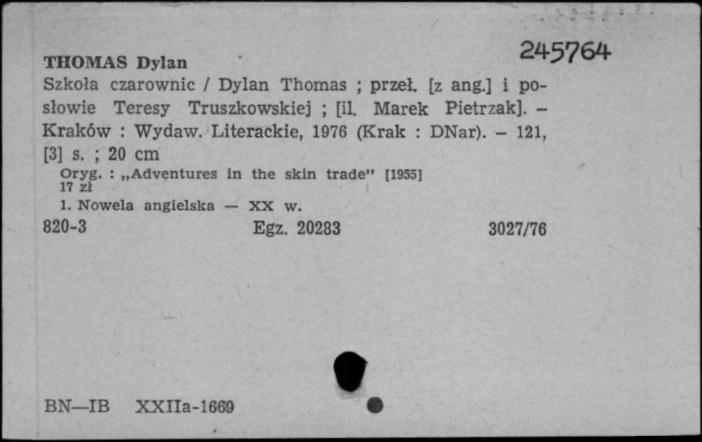 245764
THOMAS Dylan
Szkoła czarownic / Dylan Thomas ; przeł. [z ang.] i po-
słowie Teresy Truszkowskiej ; [il. Marek Pietrzak]. —
Kraków : Wydaw. Literackie, 1976 (Krak : DNar). — 121,
[3] s. ; 20 cm
Oryg. : „Adventures in the skin trade” [1955]
17 zł
1. Nowela angielska — XX w.
820-3 Egz. 20283 3027/76
BN—IB XXIIa-1669